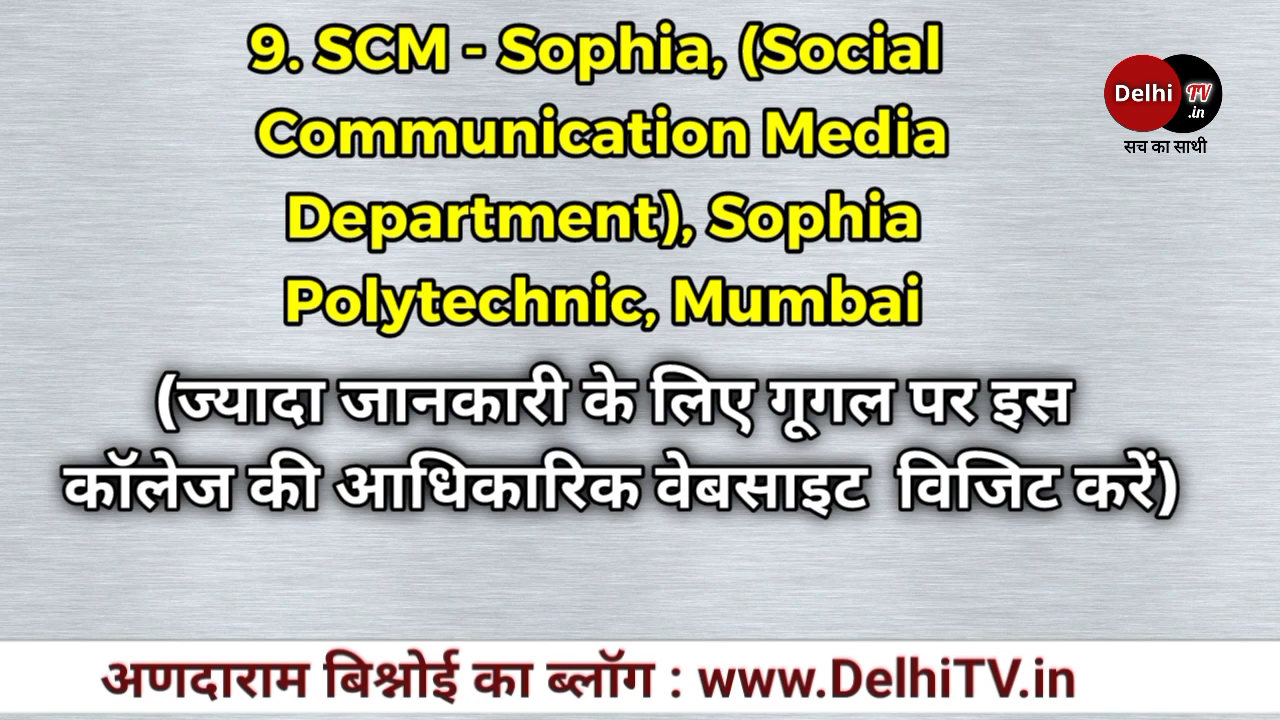 9. SCM - Sophia, (Social
Communication Media
Department), Sophia
Polytechnic, Mumbai
Delhi TV
.in
सच का साथी
(ज्यादा जानकारी के लिए गूगल पर इस
कॉलेज की आधिकारिक वेबसाइट विजिट करें)
अणदाराम बिश्नोई का ब्लॉग : www.DelhiTV.in